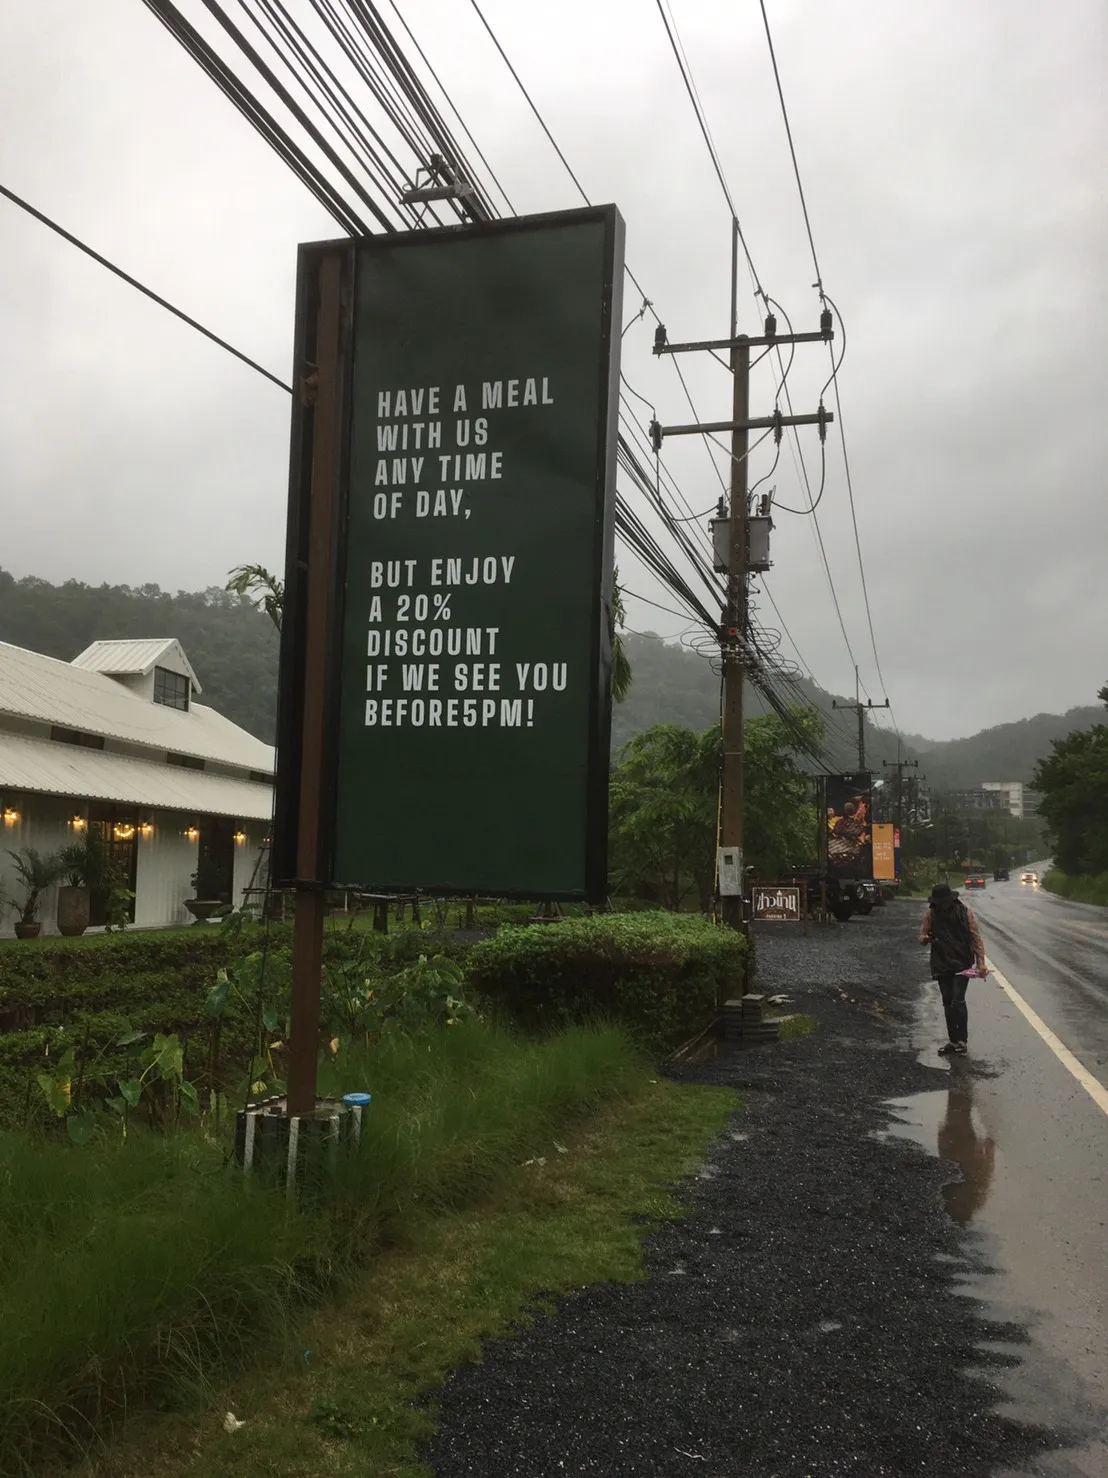 HAVE A MEAL
WITH US
ANY TIME
OF DAY,
BUT ENJOY
A 20%
DISCOUNT
IF WE SEE YOU
BEFORE5PM!